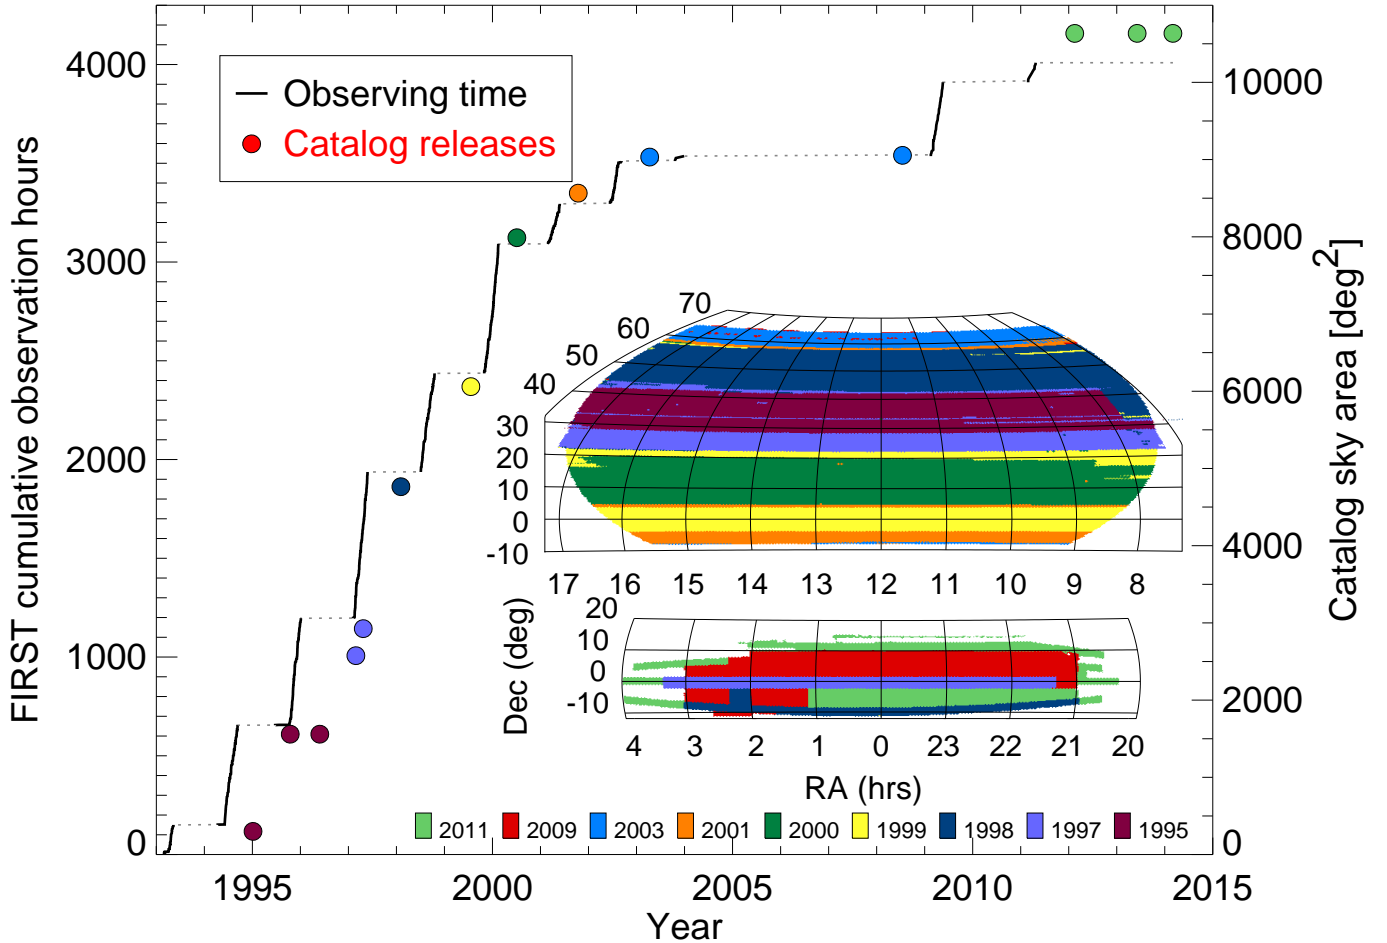 FIRST cumulative observation hours
4000
3000
2000
1000
0
Observing time
Catalog releases
10000
8000
6000
4000
2000
0
Catalog sky area [deg2]
70
60
50
40
30
20
10
0
-10
17 16 15 14 13 12 11 10 9 8
Dec (deg)
20
10
0
-10
4 3 2 1 0 23 22 21 20
RA (hrs)
2011 2009 2003 2001 2000 1999 1998 1997 1995
1995 2000 2005 2010 2015
Year